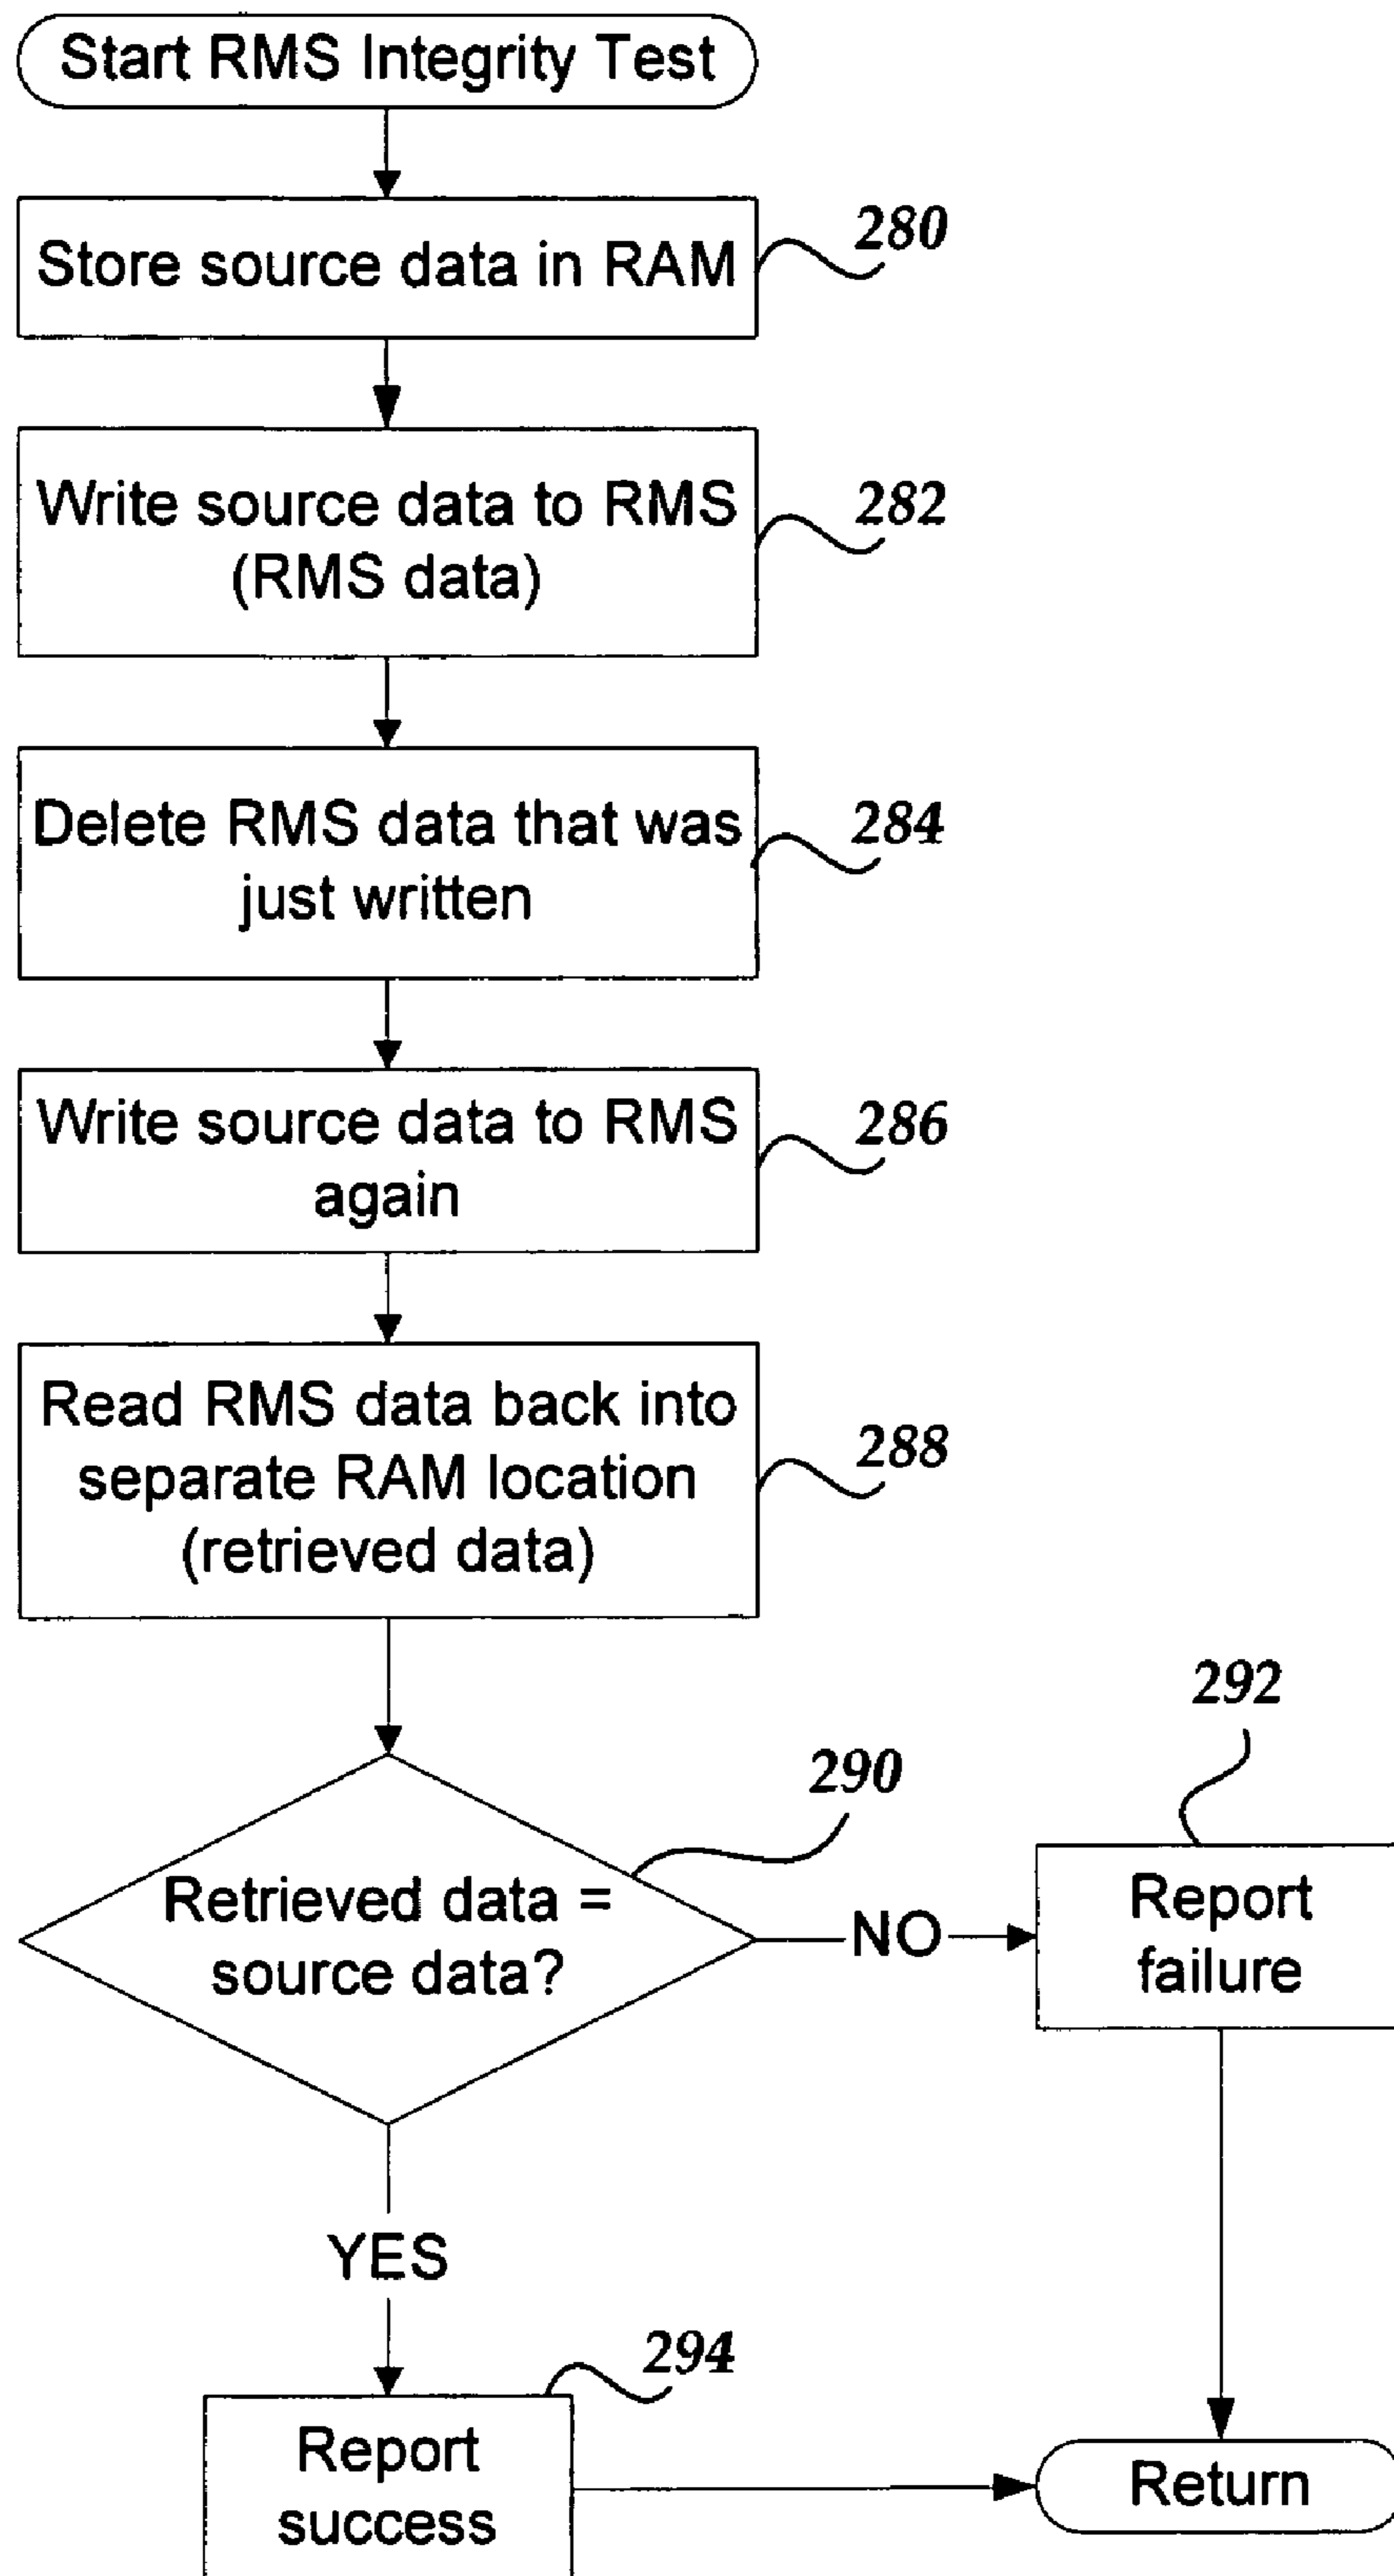 Start RMS Integrity Test
Store source data in RAM
280
Write source data to RMS
(RMS data)
282
Delete RMS data that was
just written
284
Write source data to RMS
again
286
Read RMS data back into
separate RAM location
(retrieved data)
288
290
Retrieved data =
source data?
NO
292
Report
failure
YES
294
Report
success
Return